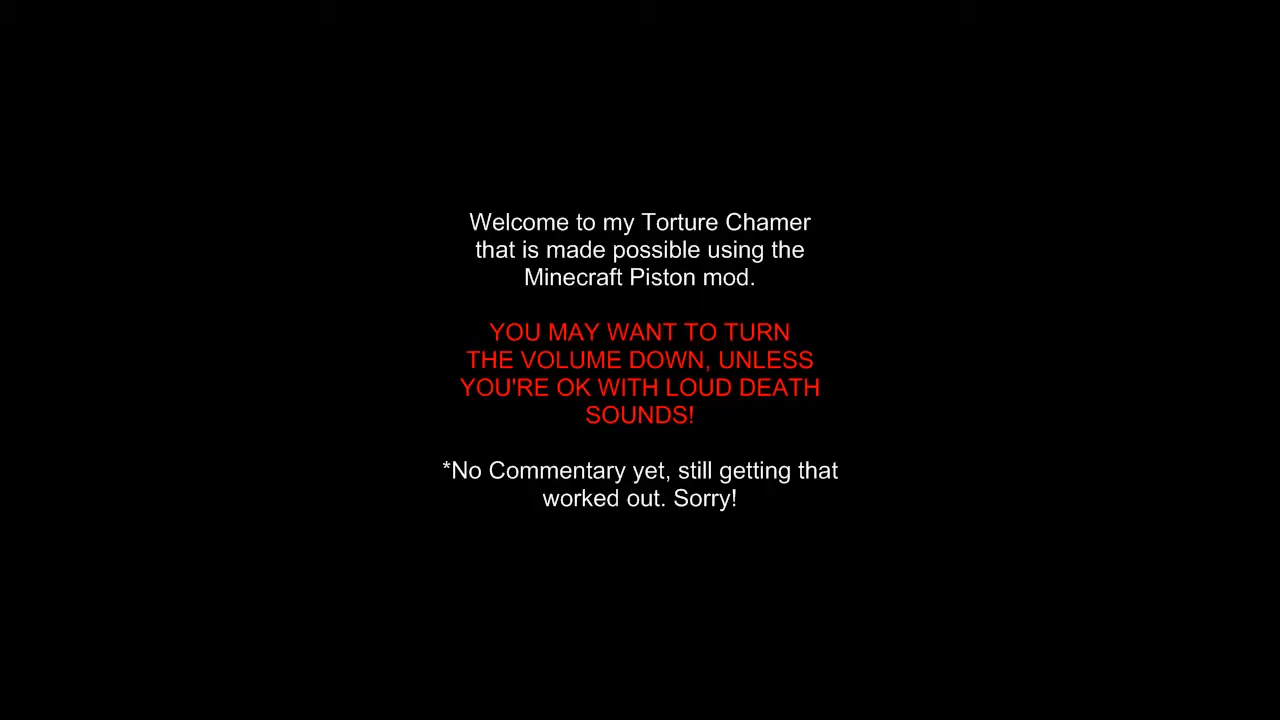 Welcome to my Torture Chamer
that is made possible using the
Minecraft Piston mod.
YOU MAY WANT TO TURN
THE VOLUME DOWN, UNLESS
YOU'RE OK WITH LOUD DEATH
SOUNDS!
*No Commentary yet, still getting that
worked out. Sorry!